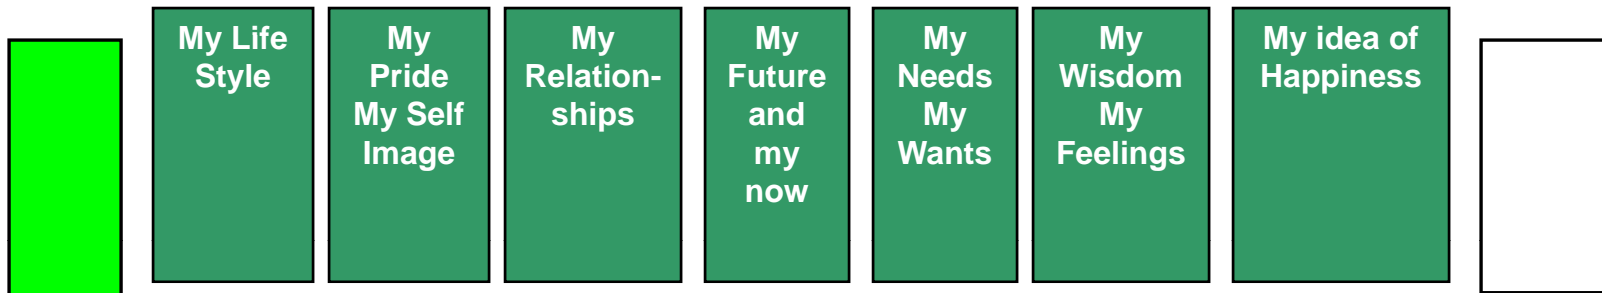 My Life
Style
My
Pride
My Self
Image
My
Relation-
ships
My
Future
and
my
now
My
Needs
My
Wants
My
Wisdom
My
Feelings
My idea of
Happiness